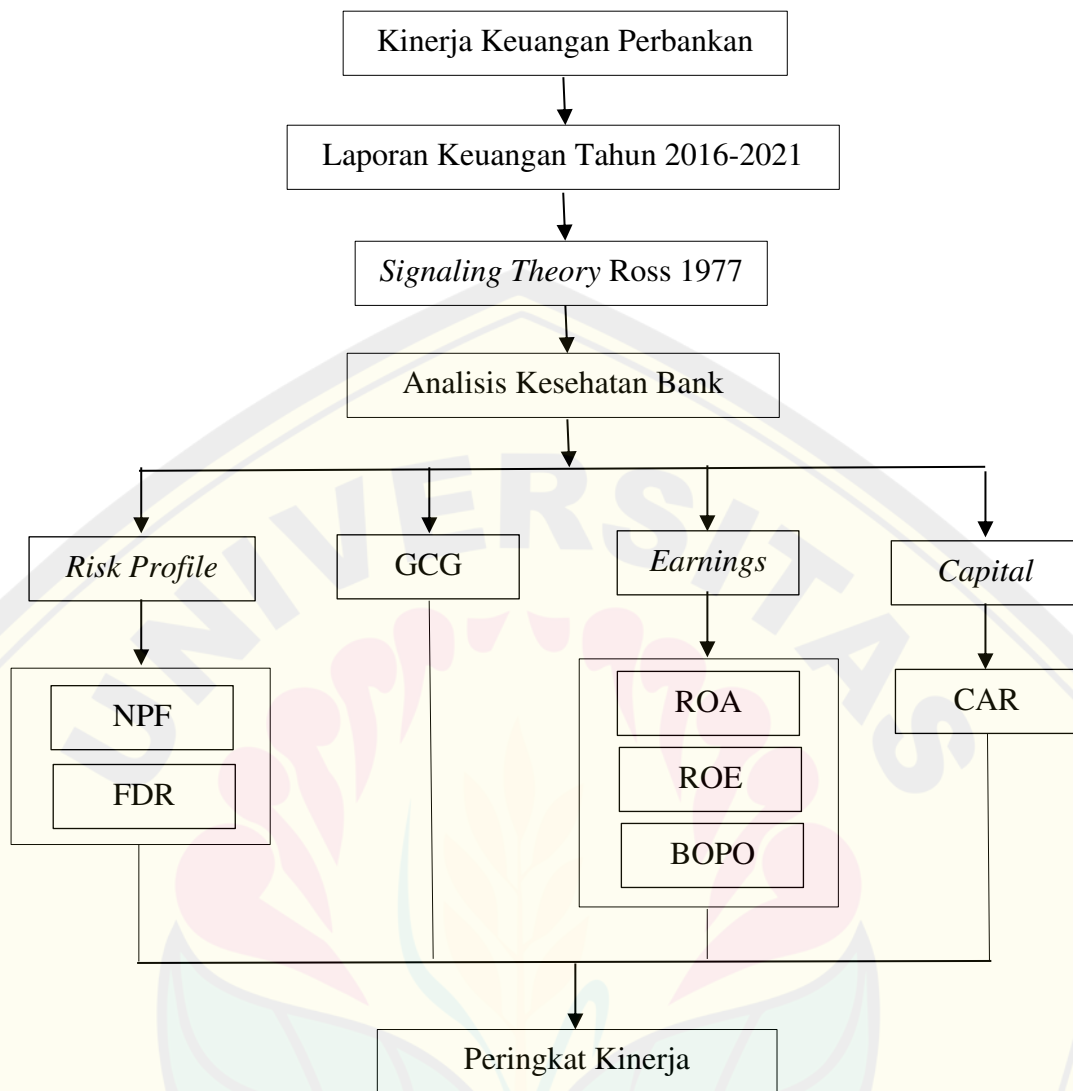 Kinerja Keuangan Perbankan
Laporan Keuangan Tahun 2016-2021
Signaling Theory Ross 1977
Analisis Kesehatan Bank
UNIVERSITAS
Risk Profile
GCG
Earnings
Capital
NPF
FDR
ROA
ROE
BOPO
CAR
Peringkat Kinerja